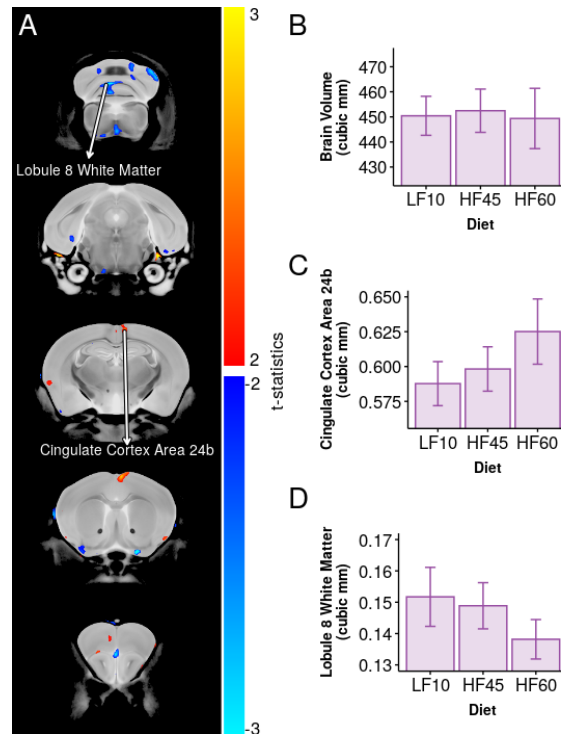 A
Lobule 8 White Matter
Cingulate Cortex Area 24b
3
2
-2
-3
t-statistics
B
Brain Volume
(cubic mm)
470
460
450
440
430
LF10 HF45 HF60
Diet
C
Cingulate Cortex Area 24b
(cubic mm)
0.650
0.625
0.600
0.575
LF10 HF45 HF60
Diet
D
Lobule 8 White Matter
(cubic mm)
0.17
0.16
0.15
0.14
0.13
LF10 HF45 HF60
Diet